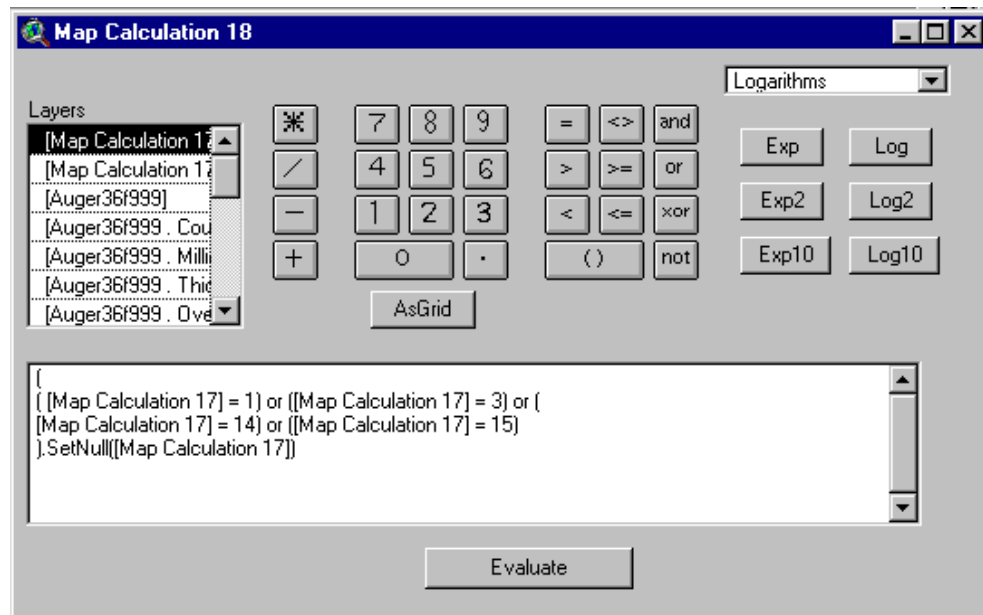 Map Calculation 18
Logarithms
Layers
[Map Calculation 17
[Map Calculation 17
[Auger36f999]
[Auger36f999 . Cou
[Auger36f999 . Milli
[Auger36f999 . Thic
[Auger36f999 . Ove
* 7 8 9 = <> and
/ 4 5 6 > >= or
- 1 2 3 < <= xor
+ 0 . ( ) not
Exp Log
Exp2 Log2
Exp10 Log10
AsGrid
(
( [Map Calculation 17] = 1) or ([Map Calculation 17] = 3) or (
[Map Calculation 17] = 14) or ([Map Calculation 17] = 15)
).SetNull([Map Calculation 17])
Evaluate